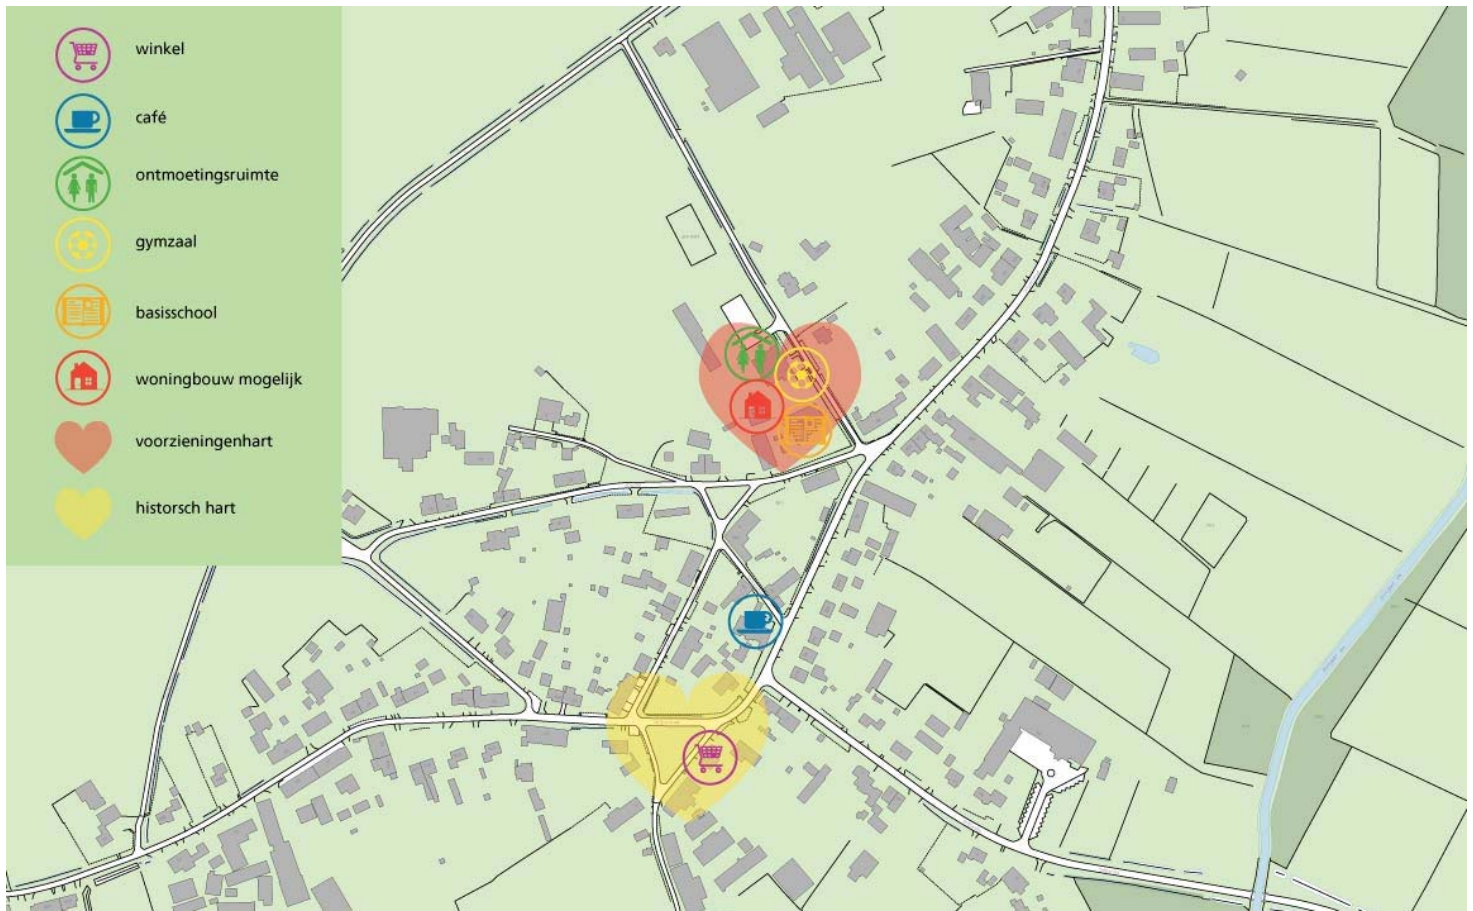 winkel
café
ontmoetingsruimte
gymzaal
basisschool
woningbouw mogelijk
voorzieningenhart
historsch hart